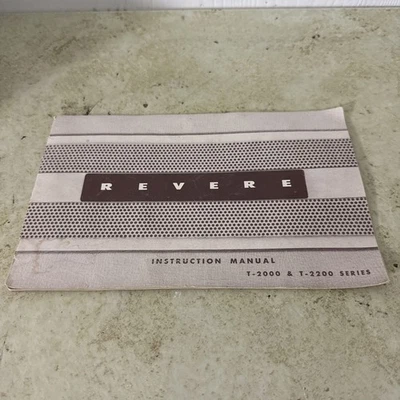 REVERE
INSTRUCTION MANUAL
T-2000 & T-2200 SERIES